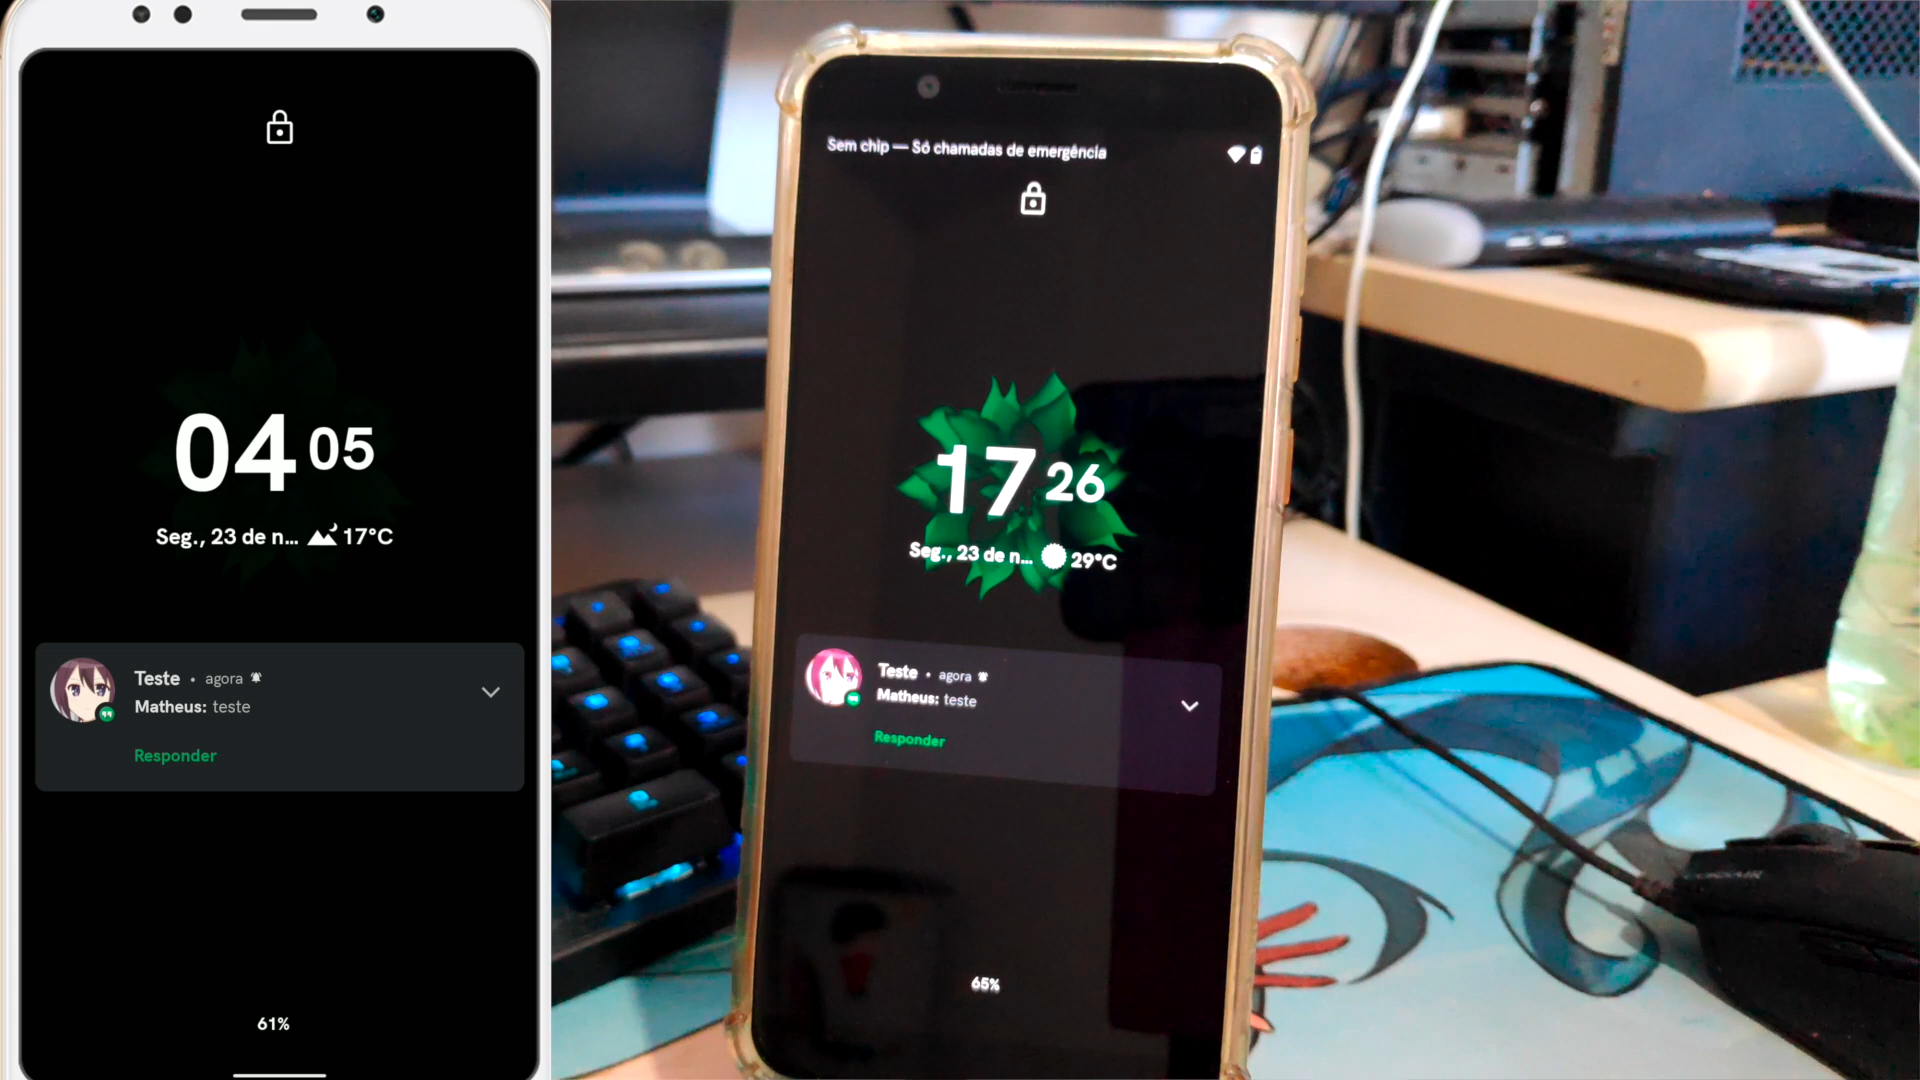 04 05
Seg., 23 de n... 17°C
Teste • agora
Matheus: teste
Responder
61%
Sem chip — Só chamadas de emergência
17 26
Seg., 23 de n... 29°C
Teste • agora
Matheus: teste
Responder
65%